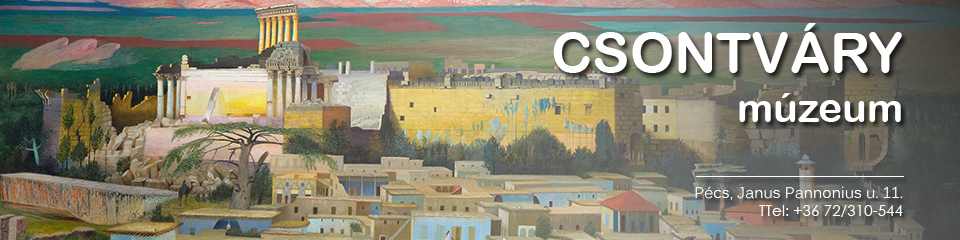 CSONTVÁRY
múzeum
Pécs, Janus Pannonius u. 11.
TTel: +36 72/310-544